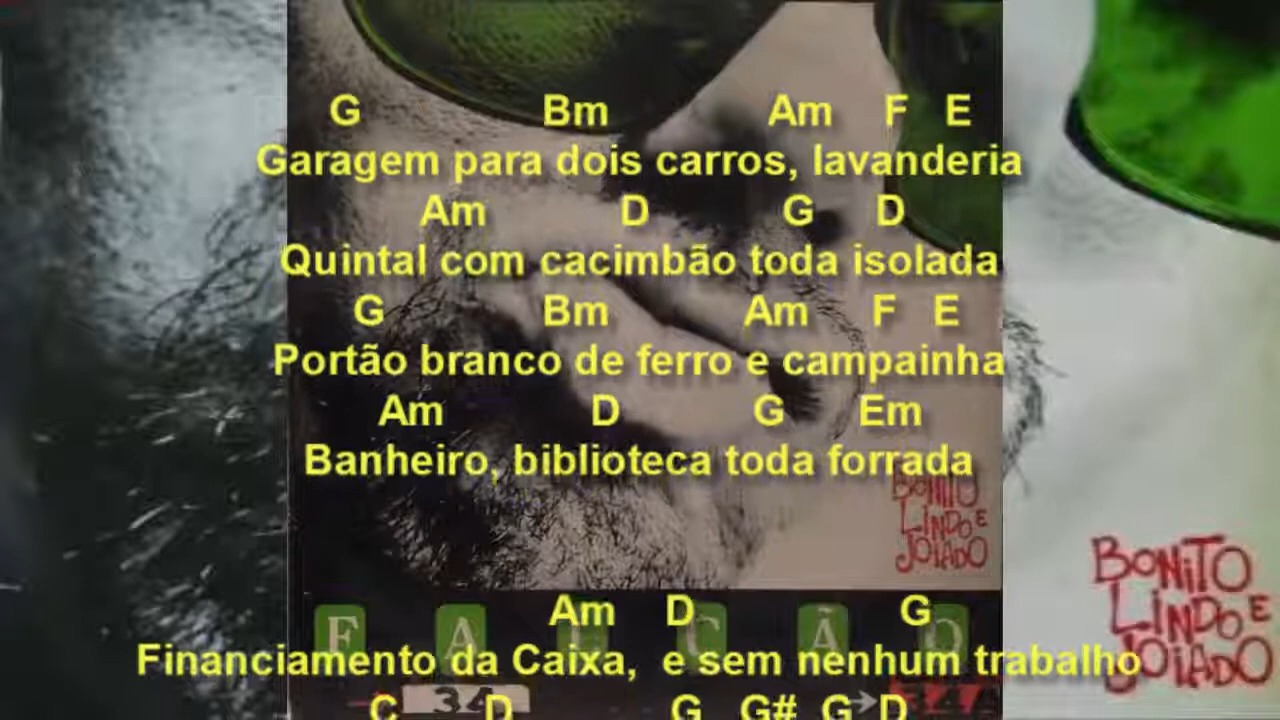 G Bm Am F E
Garagem para dois carros, lavanderia
Am D G D
Quintal com cacimbão toda isolada
G Bm Am F E
Portão branco de ferro e campainha
Am D G Em
Banheiro, biblioteca toda forrada
BONITO
LINDO E
JOIADO
BONITO
LINDO E
JOIADO
Am D G
F A L C Ã O
Financiamento da Caixa, e sem nenhum trabalho
34
C D G G# G D